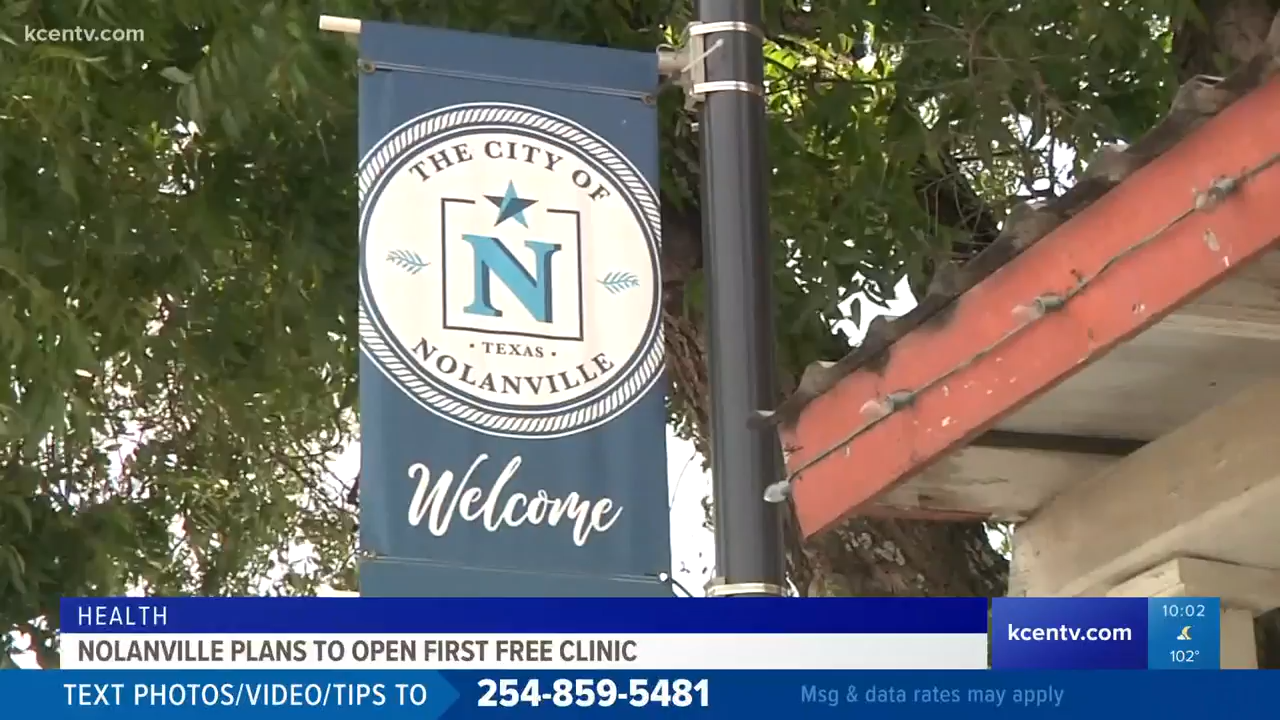 kcentv.com
THE CITY OF
N
· TEXAS ·
NOLANVILLE
Welcome
HEALTH
NOLANVILLE PLANS TO OPEN FIRST FREE CLINIC
kcentv.com
10:02
102°
TEXT PHOTOS/VIDEO/TIPS TO 254-859-5481 Msg & data rates may apply